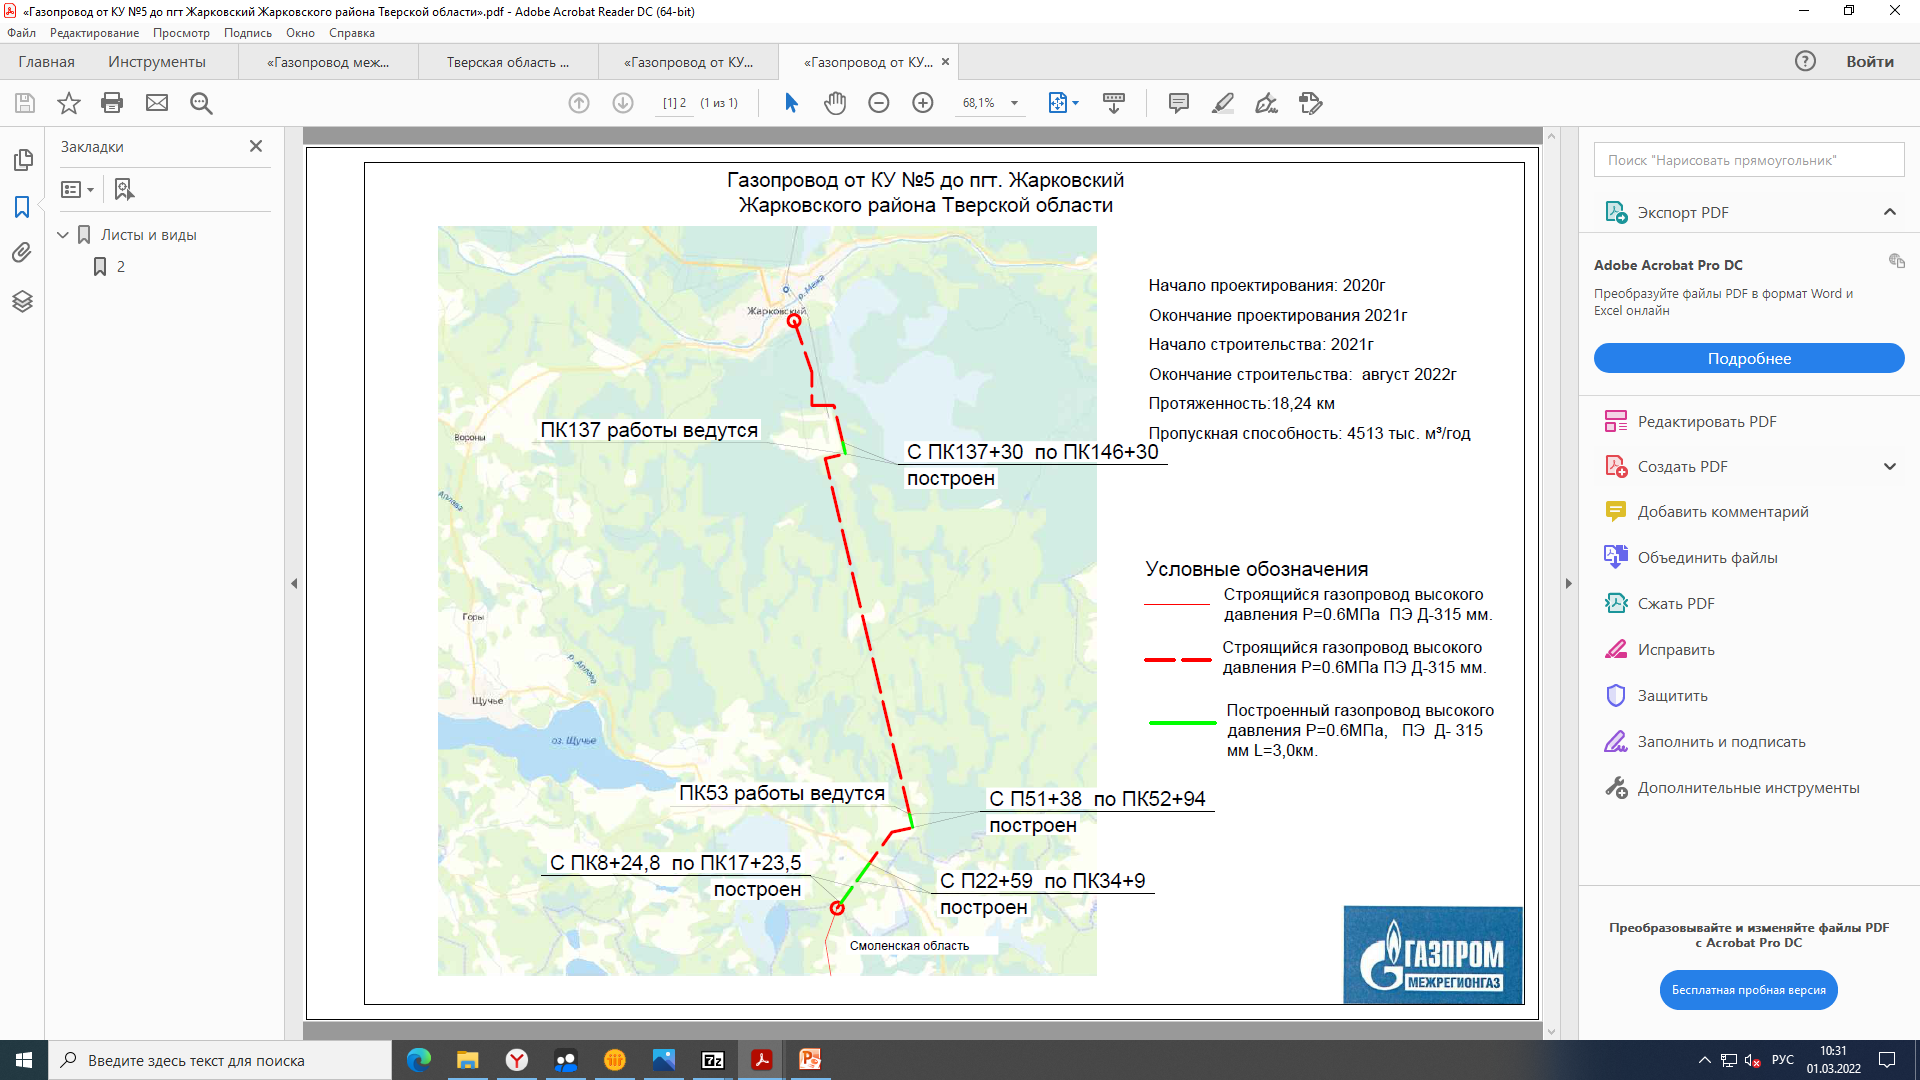 «Газопровод от КУ №5 до пгт Жарковский Жарковского района Тверской области».pdf - Adobe Acrobat Reader DC (64-bit)
Файл Редактирование Просмотр Подпись Окно Справка
Главная Инструменты «Газопровод меж... Тверская область ... «Газопровод от КУ... «Газопровод от КУ... Войти
[1] 2 (1 из 1) 68,1%
Закладки
Листы и виды
2
Газопровод от КУ №5 до пгт. Жарковский
Жарковского района Тверской области
р. Межа
Жарковский
ПК137 работы ведутся
Вороны
С ПК137+30 по ПК146+30
построен
Горы
Щучье
оз. Щучье
ПК53 работы ведутся
С П51+38 по ПК52+94
построен
С ПК8+24,8 по ПК17+23,5
построен
С П22+59 по ПК34+9
построен
Смоленская область
Начало проектирования: 2020г
Окончание проектирования 2021г
Начало строительства: 2021г
Окончание строительства: август 2022г
Протяженность:18,24 км
Пропускная способность: 4513 тыс. м³/год
Условные обозначения
Строящийся газопровод высокого
давления Р=0.6МПа ПЭ Д-315 мм.
Строящийся газопровод высокого
давления Р=0.6МПа ПЭ Д-315 мм.
Построенный газопровод высокого
давления Р=0.6МПа, ПЭ Д- 315
мм L=3,0км.
ГАЗПРОМ
МЕЖРЕГИОНГАЗ
Поиск "Нарисовать прямоугольник"
Экспорт PDF
Adobe Acrobat Pro DC
Преобразуйте файлы PDF в формат Word и
Excel онлайн
Подробнее
Редактировать PDF
Создать PDF
Добавить комментарий
Объединить файлы
Сжать PDF
Исправить
Защитить
Заполнить и подписать
Дополнительные инструменты
Преобразовывайте и изменяйте файлы PDF
с Acrobat Pro DC
Бесплатная пробная версия
Введите здесь текст для поиска
РУС
10:31
01.03.2022